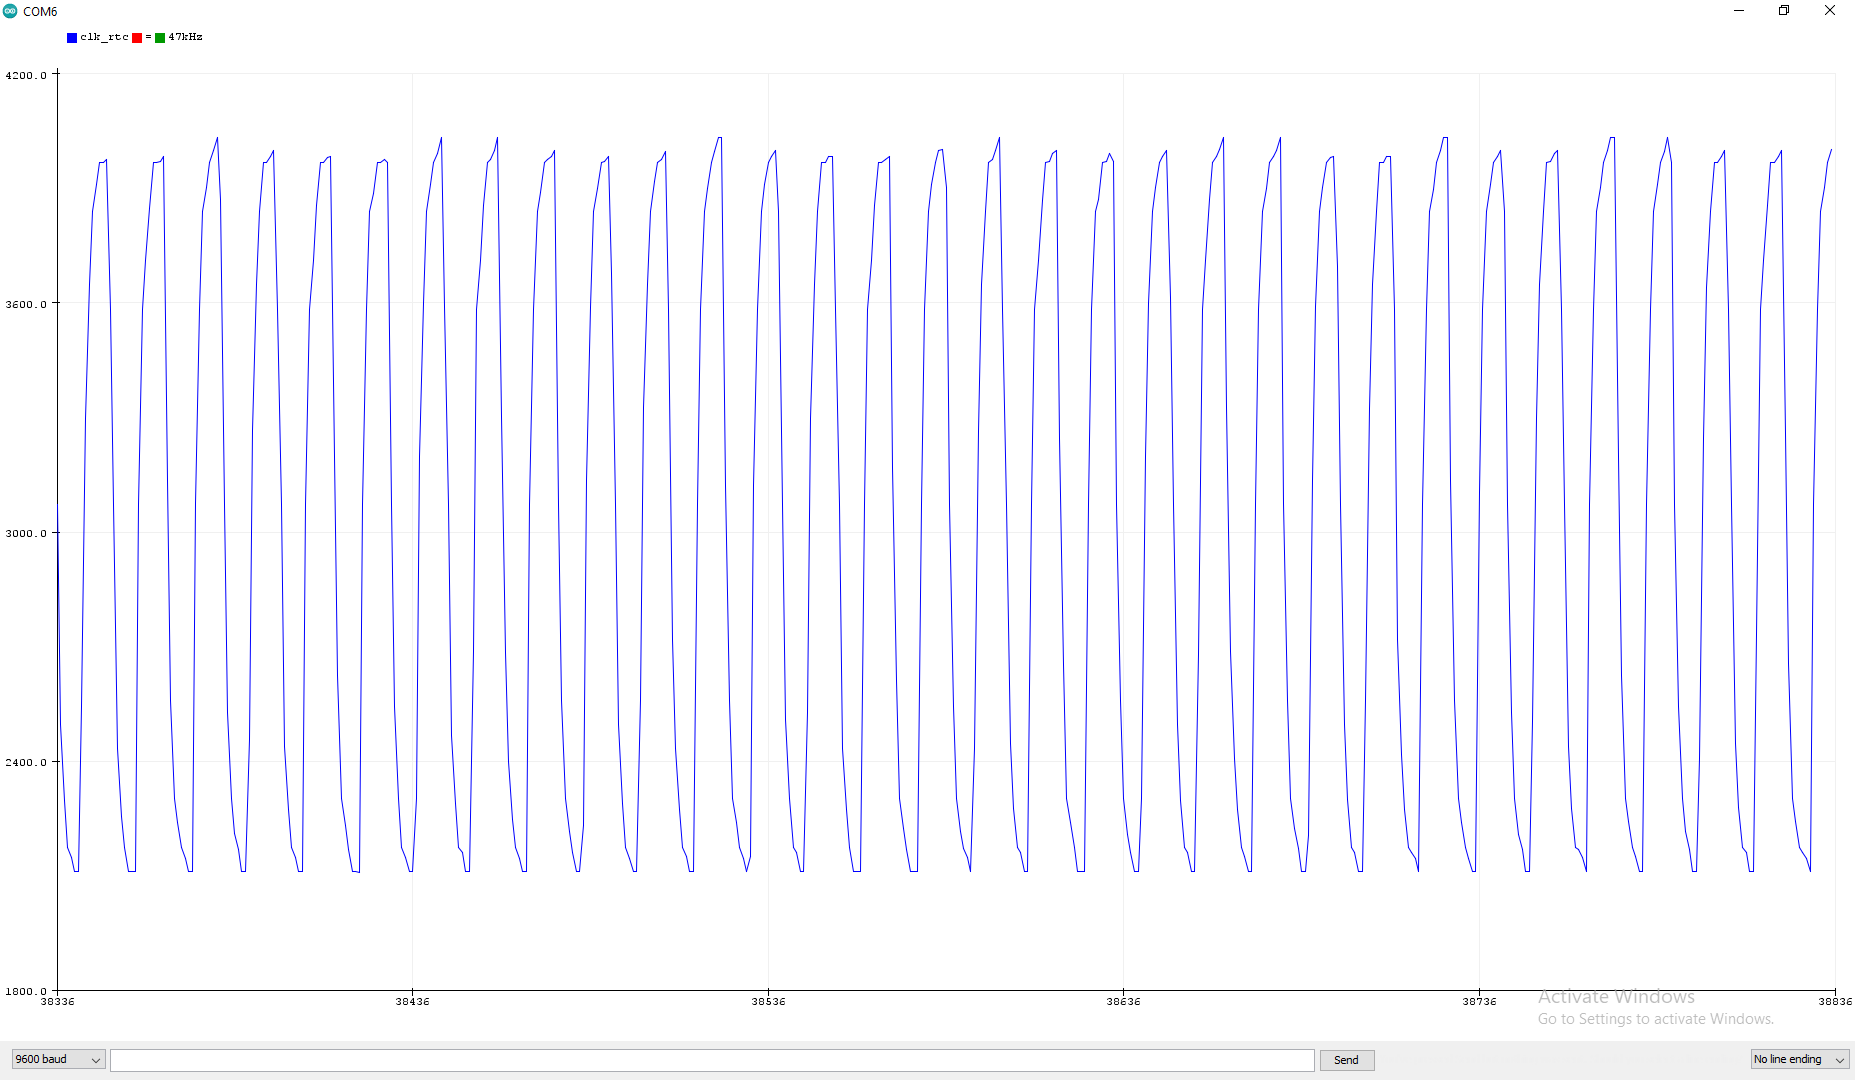 COM6
clk_rtc = 47kHz
4200.0
3600.0
3000.0
2400.0
1800.0
38336 38436 38536 38636 38736 38836
Activate Windows
Go to Settings to activate Windows.
9600 baud Send No line ending